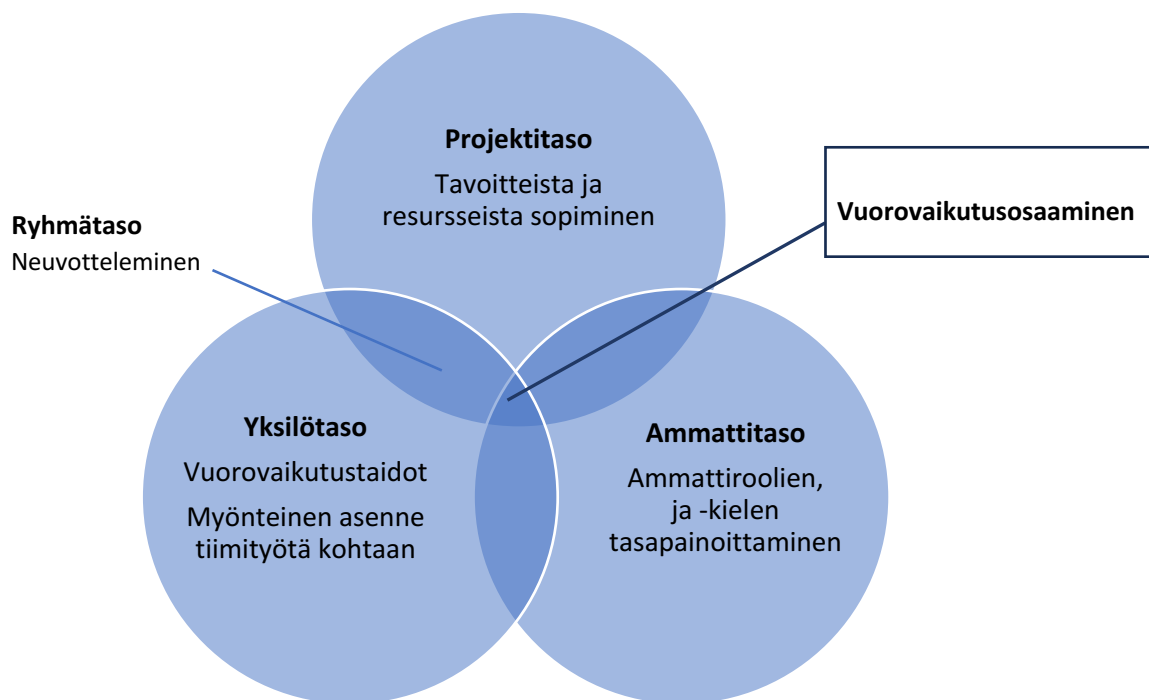 Projektitaso
Tavoitteista ja
resursseista sopiminen
Ryhmätaso
Neuvotteleminen
Vuorovaikutusosaaminen
Yksilötaso
Vuorovaikutustaidot
Myönteinen asenne
tiimityötä kohtaan
Ammattitaso
Ammattiroolien,
ja -kielen
tasapainoittaminen